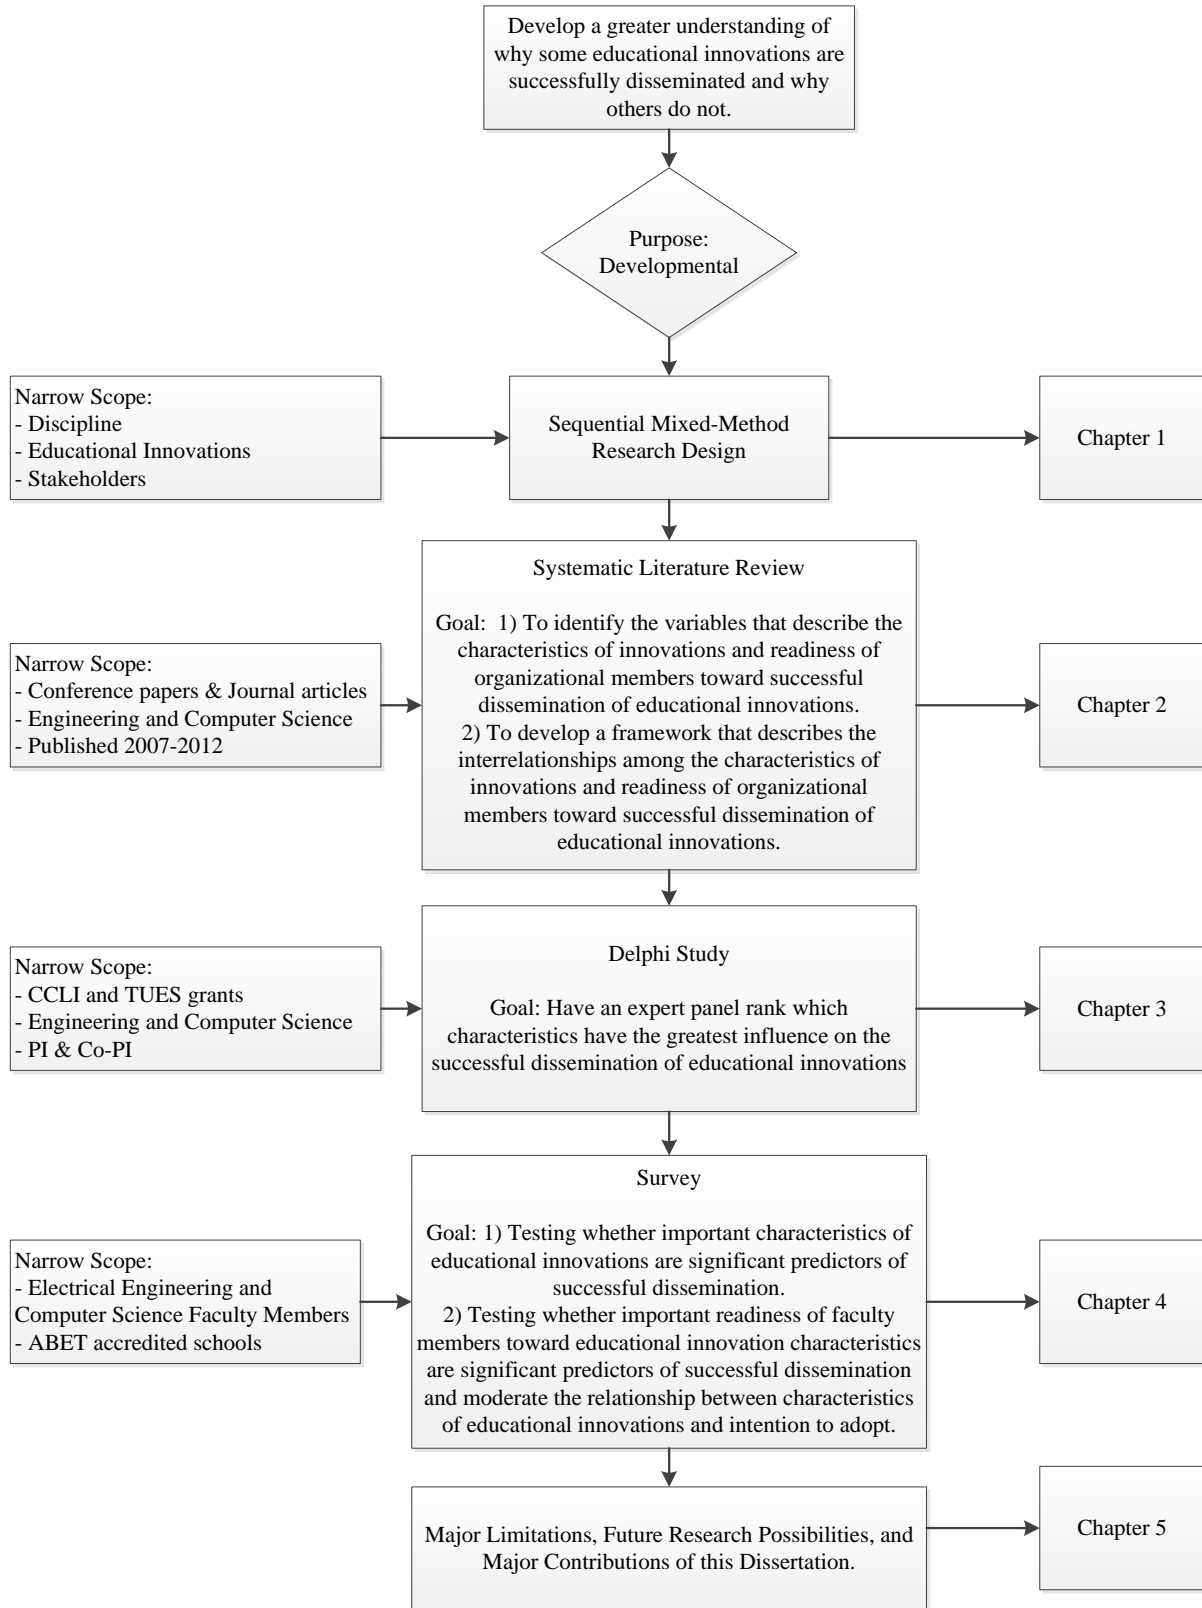 Develop a greater understanding of
why some educational innovations are
successfully disseminated and why
others do not.
Purpose:
Developmental
Narrow Scope:
- Discipline
- Educational Innovations
- Stakeholders
Sequential Mixed-Method
Research Design
Chapter 1
Systematic Literature Review
Goal:  1) To identify the variables that describe the
characteristics of innovations and readiness of
organizational members toward successful
dissemination of educational innovations.
2) To develop a framework that describes the
interrelationships among the characteristics of
innovations and readiness of organizational
members toward successful dissemination of
educational innovations.
Narrow Scope:
- Conference papers & Journal articles
- Engineering and Computer Science
- Published 2007-2012
Chapter 2
Delphi Study
Goal: Have an expert panel rank which
characteristics have the greatest influence on the
successful dissemination of educational innovations
Narrow Scope:
- CCLI and TUES grants
- Engineering and Computer Science
- PI & Co-PI
Chapter 3
Survey
Goal: 1) Testing whether important characteristics of
educational innovations are significant predictors of
successful dissemination.
2) Testing whether important readiness of faculty
members toward educational innovation characteristics
are significant predictors of successful dissemination
and moderate the relationship between characteristics
of educational innovations and intention to adopt.
Narrow Scope:
- Electrical Engineering and
Computer Science Faculty Members
- ABET accredited schools
Chapter 4
Major Limitations, Future Research Possibilities, and
Major Contributions of this Dissertation.
Chapter 5